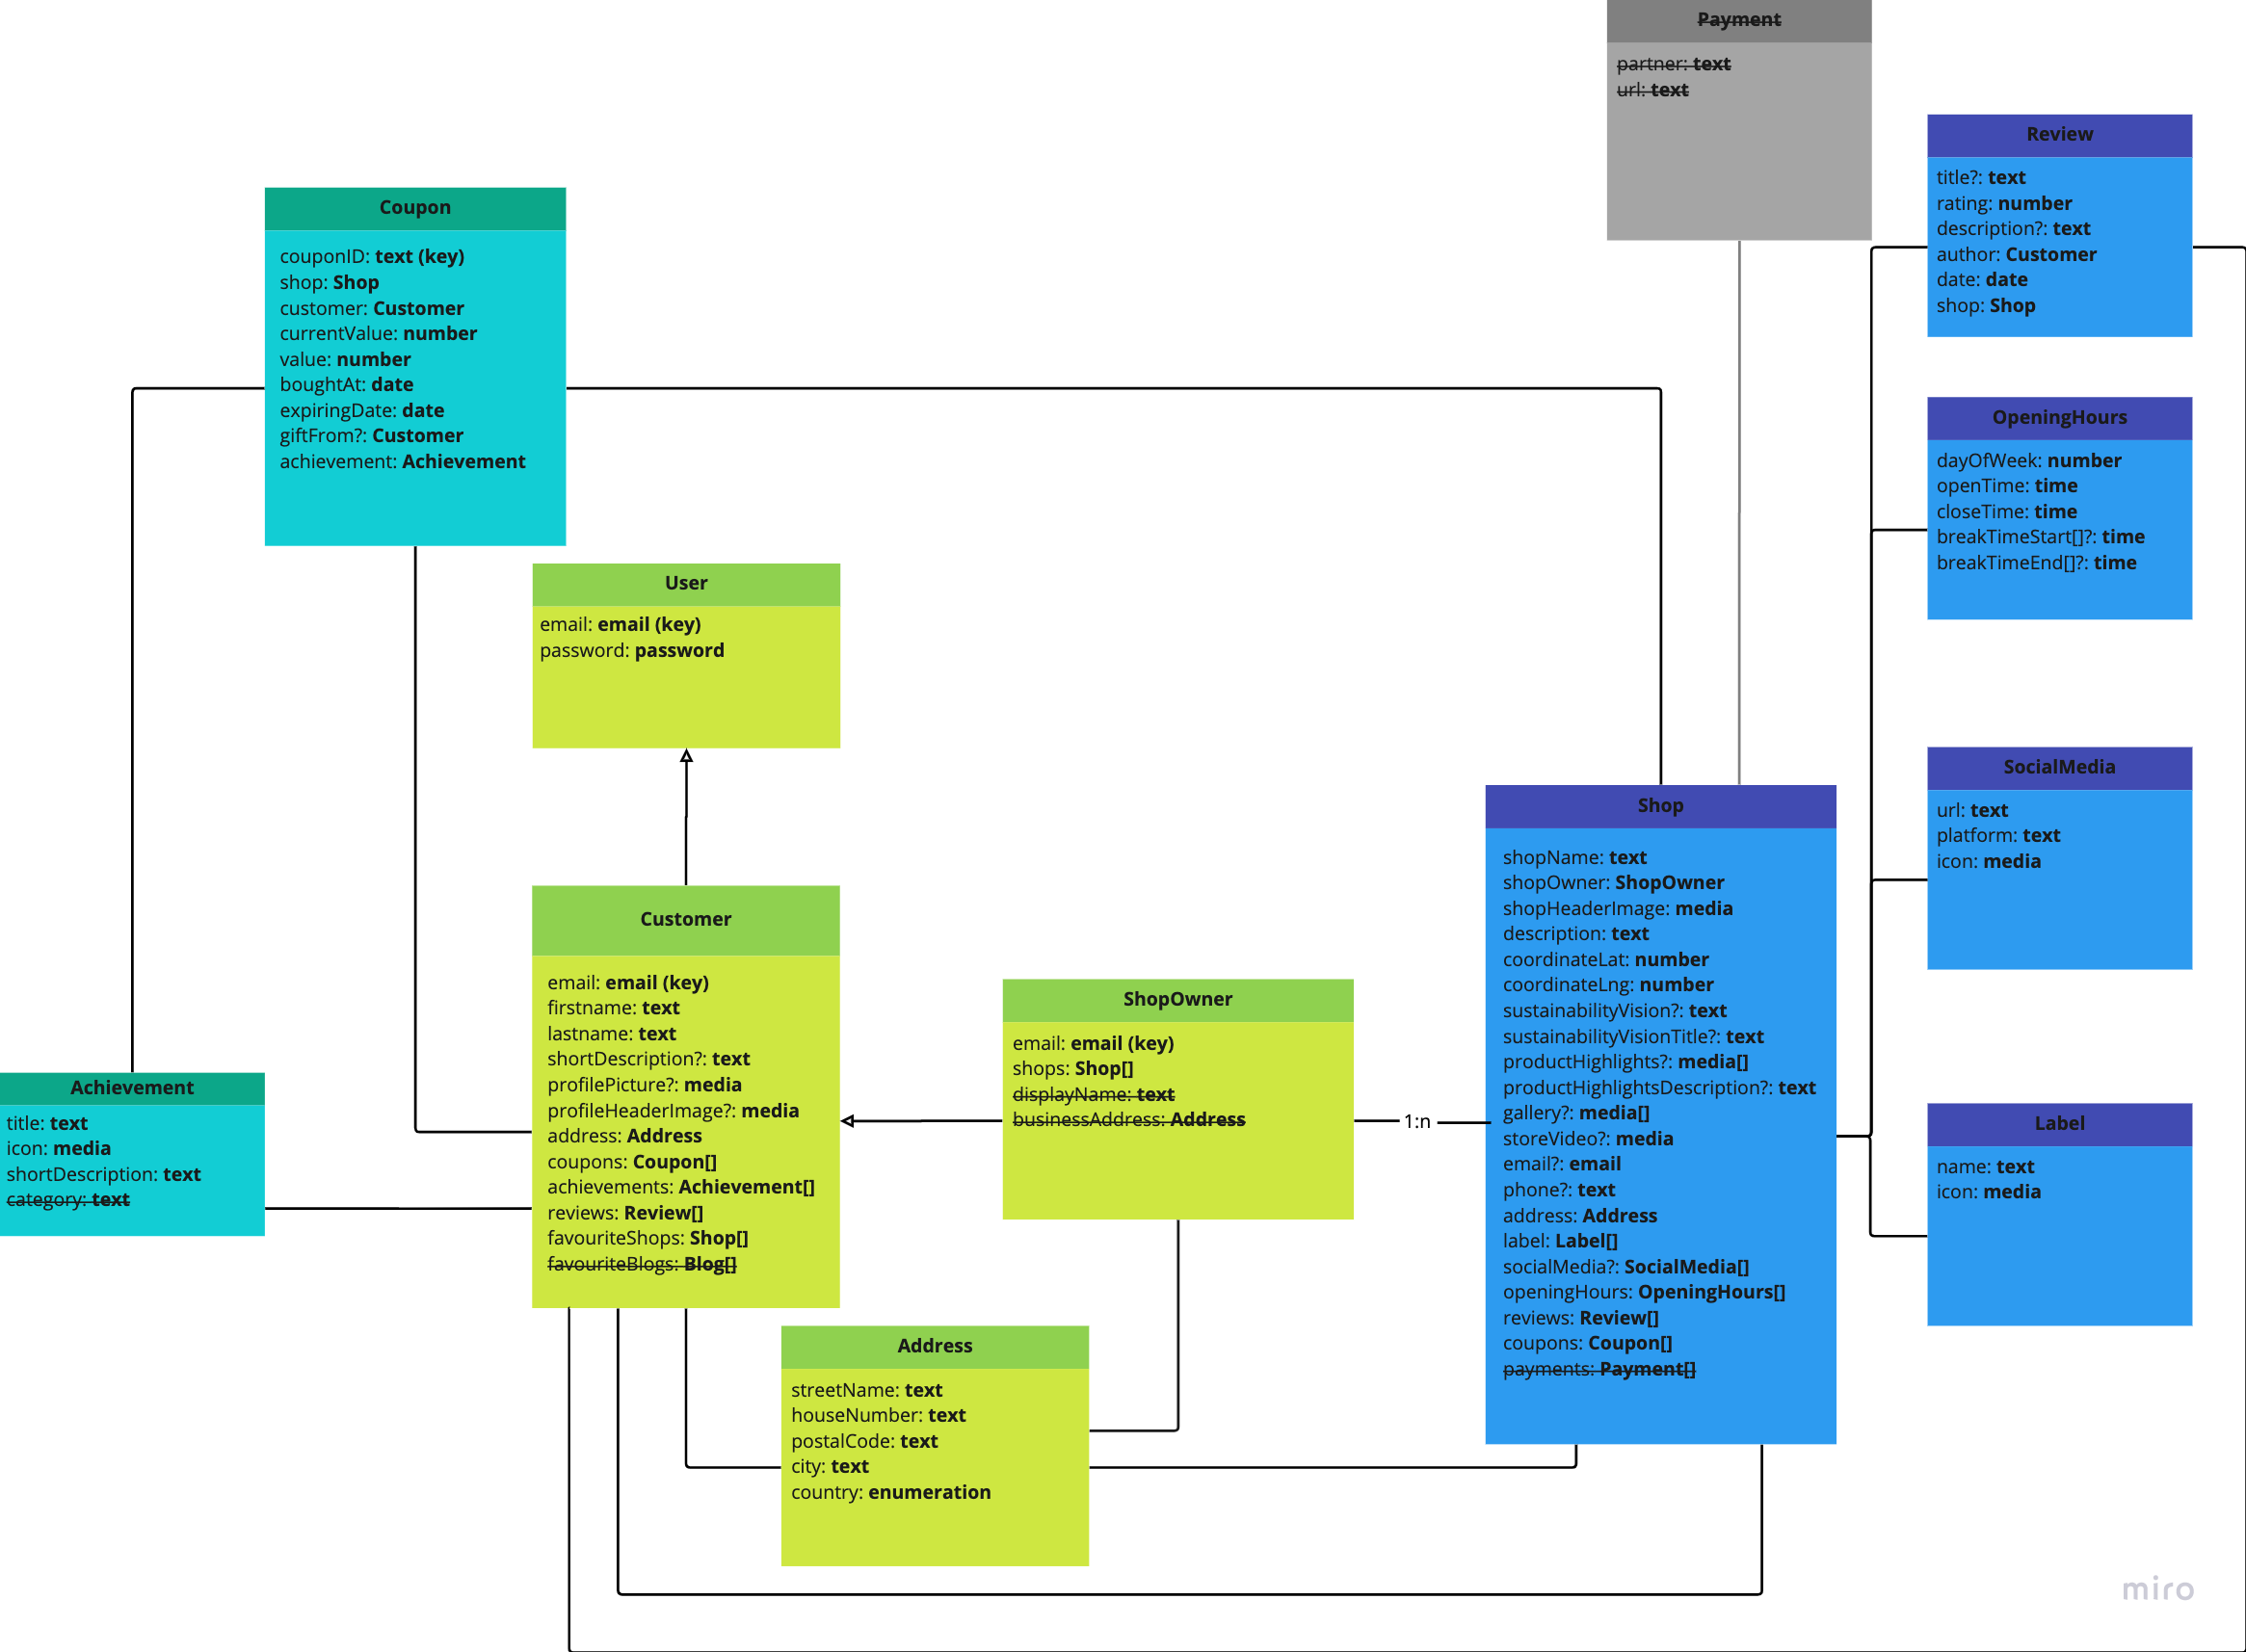 Payment
partner: text
url: text
Review
title?: text
rating: number
description?: text
author: Customer
date: date
shop: Shop
Coupon
couponID: text (key)
shop: Shop
customer: Customer
currentValue: number
value: number
boughtAt: date
expiringDate: date
giftFrom?: Customer
achievement: Achievement
OpeningHours
dayOfWeek: number
openTime: time
closeTime: time
breakTimeStart[]?: time
breakTimeEnd[]?: time
User
email: email (key)
password: password
SocialMedia
url: text
platform: text
icon: media
Shop
shopName: text
shopOwner: ShopOwner
shopHeaderImage: media
description: text
coordinateLat: number
coordinateLng: number
sustainabilityVision?: text
sustainabilityVisionTitle?: text
productHighlights?: media[]
productHighlightsDescription?: text
gallery?: media[]
storeVideo?: media
email?: email
phone?: text
address: Address
label: Label[]
socialMedia?: SocialMedia[]
openingHours: OpeningHours[]
reviews: Review[]
coupons: Coupon[]
payments: Payment[]
Customer
email: email (key)
firstname: text
lastname: text
shortDescription?: text
profilePicture?: media
profileHeaderImage?: media
address: Address
coupons: Coupon[]
achievements: Achievement[]
reviews: Review[]
favouriteShops: Shop[]
favouriteBlogs: Blog[]
ShopOwner
email: email (key)
shops: Shop[]
displayName: text
businessAddress: Address
1:n
Achievement
title: text
icon: media
shortDescription: text
category: text
Label
name: text
icon: media
Address
streetName: text
houseNumber: text
postalCode: text
city: text
country: enumeration
miro